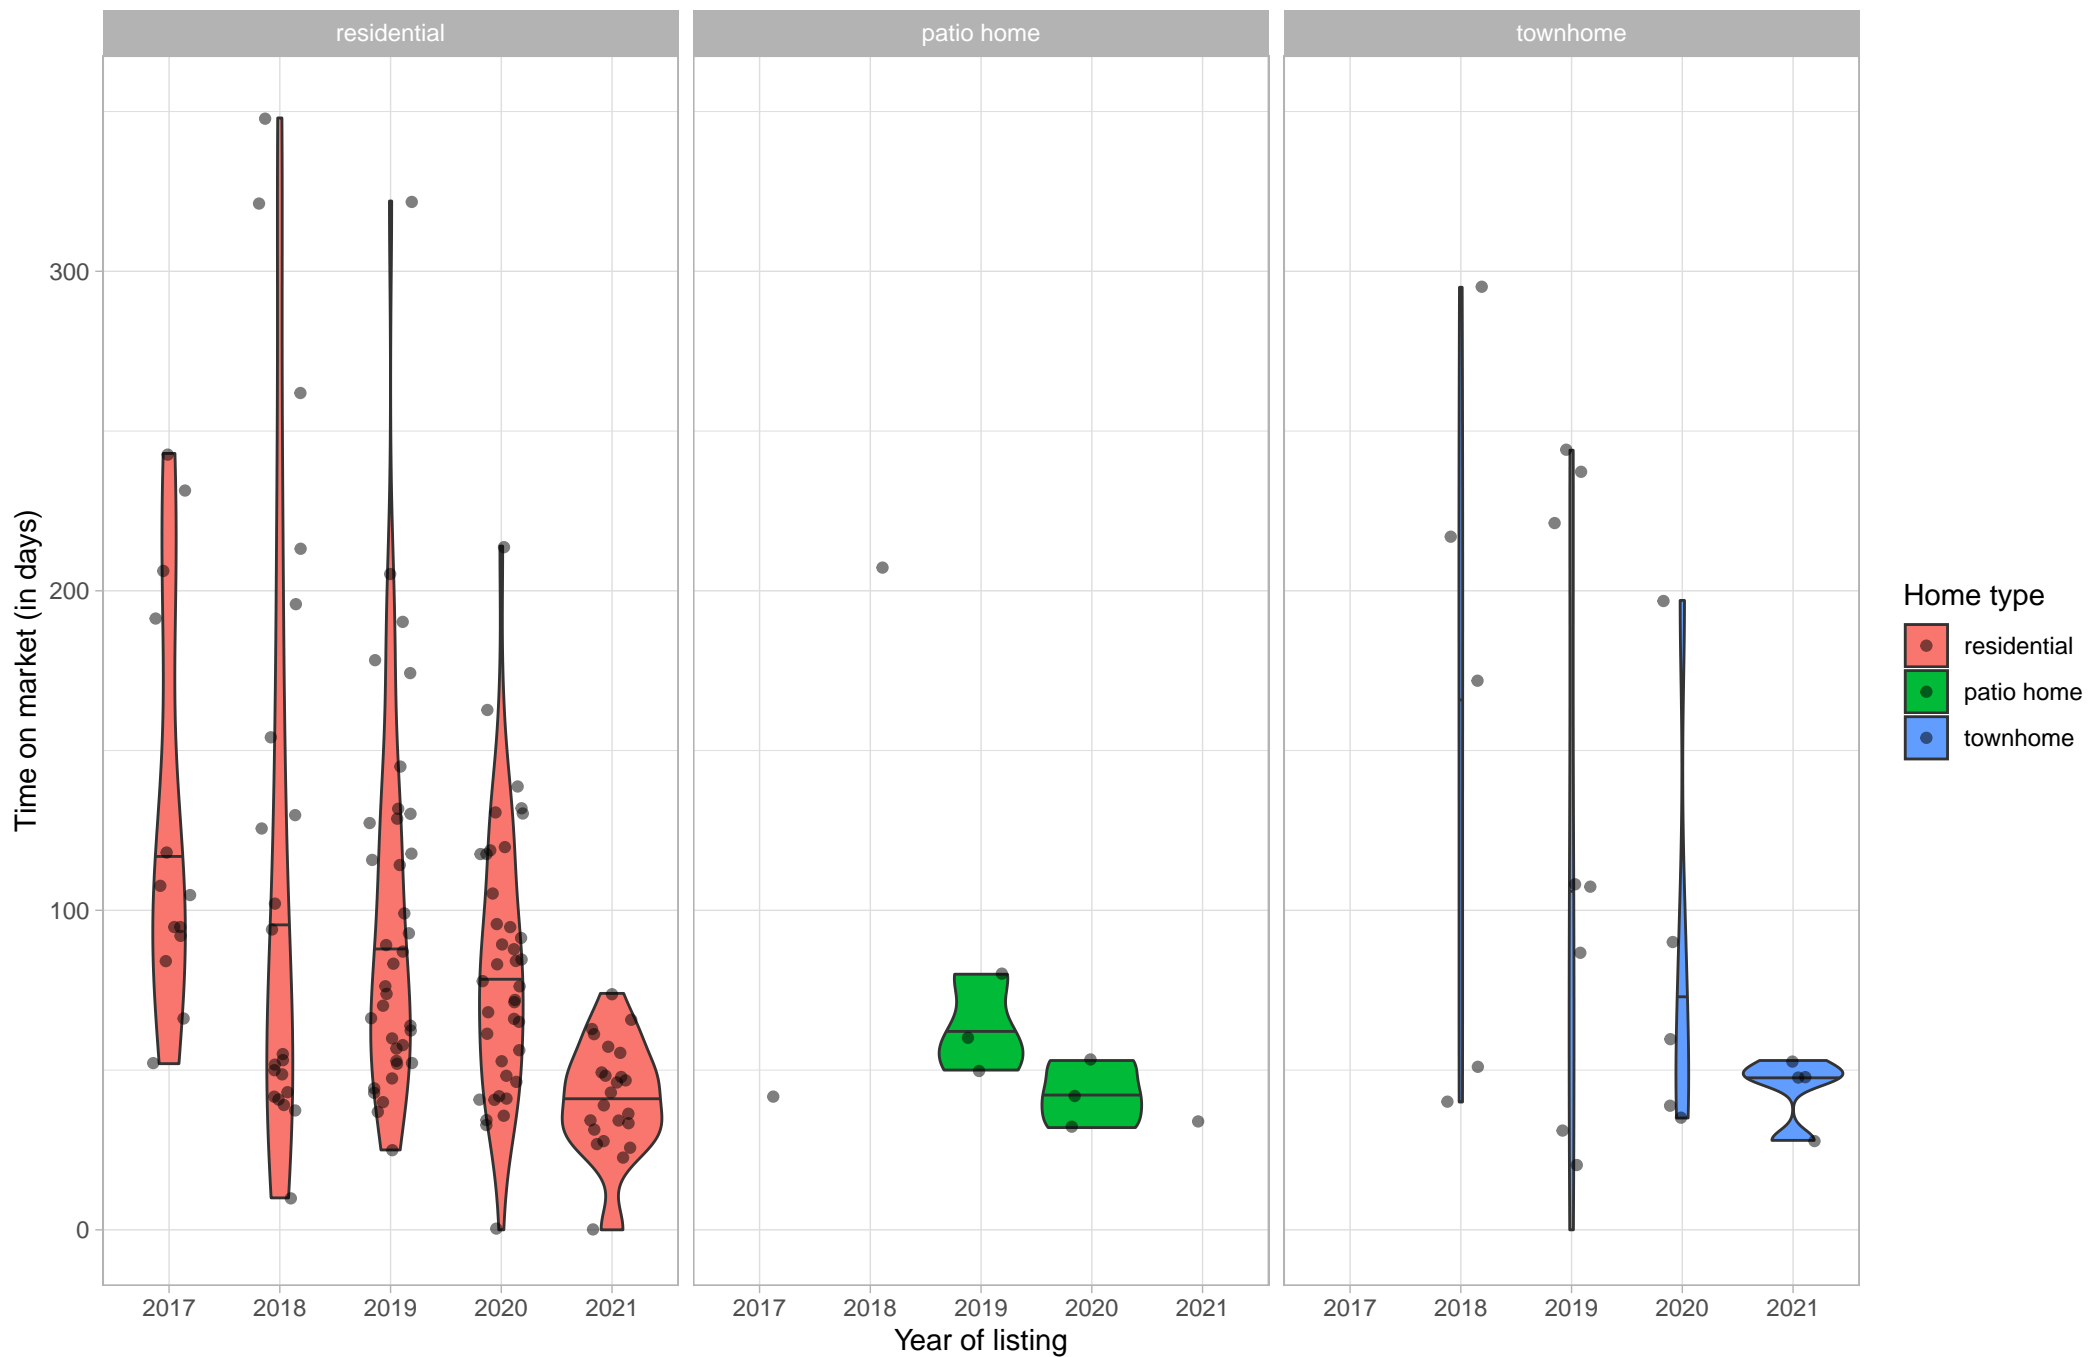 residential
patio home
townhome
Time on market (in days)
300
200
100
0
2017 2018 2019 2020 2021
2017 2018 2019 2020 2021
2017 2018 2019 2020 2021
Year of listing
Home type
residential
patio home
townhome